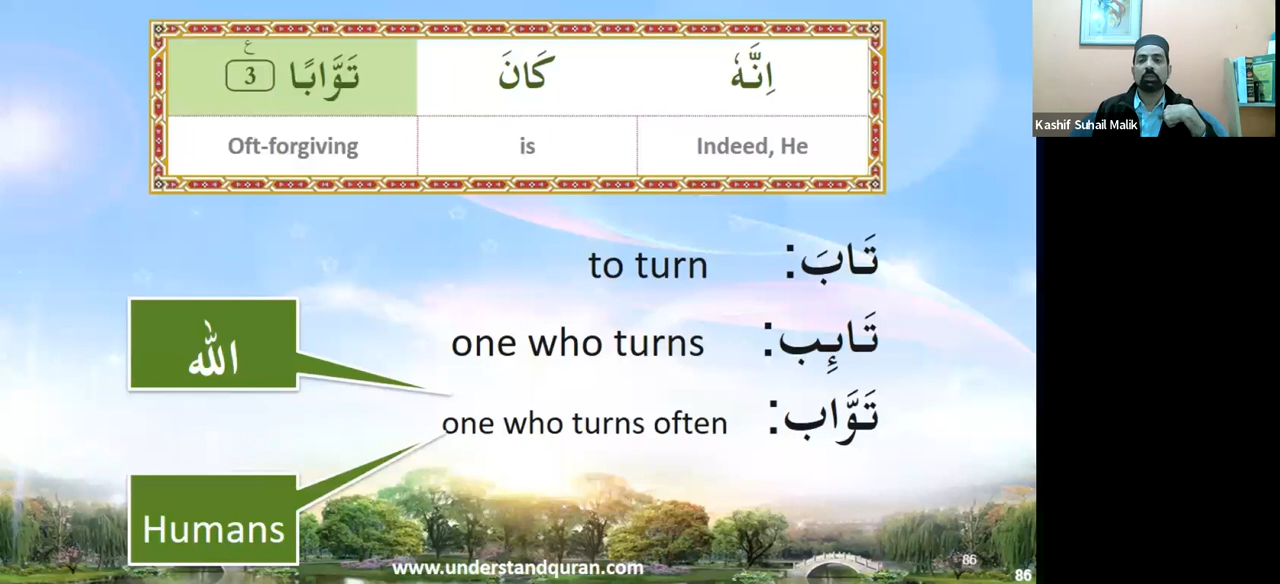 اِنَّهٗ كَانَ تَوَّابًا ع 3
Indeed, He is Oft-forgiving
تَابَ: to turn
تَائِب: one who turns
تَوَّاب: one who turns often
الله
Humans
www.understandquran.com
86
86
Kashif Suhail Malik